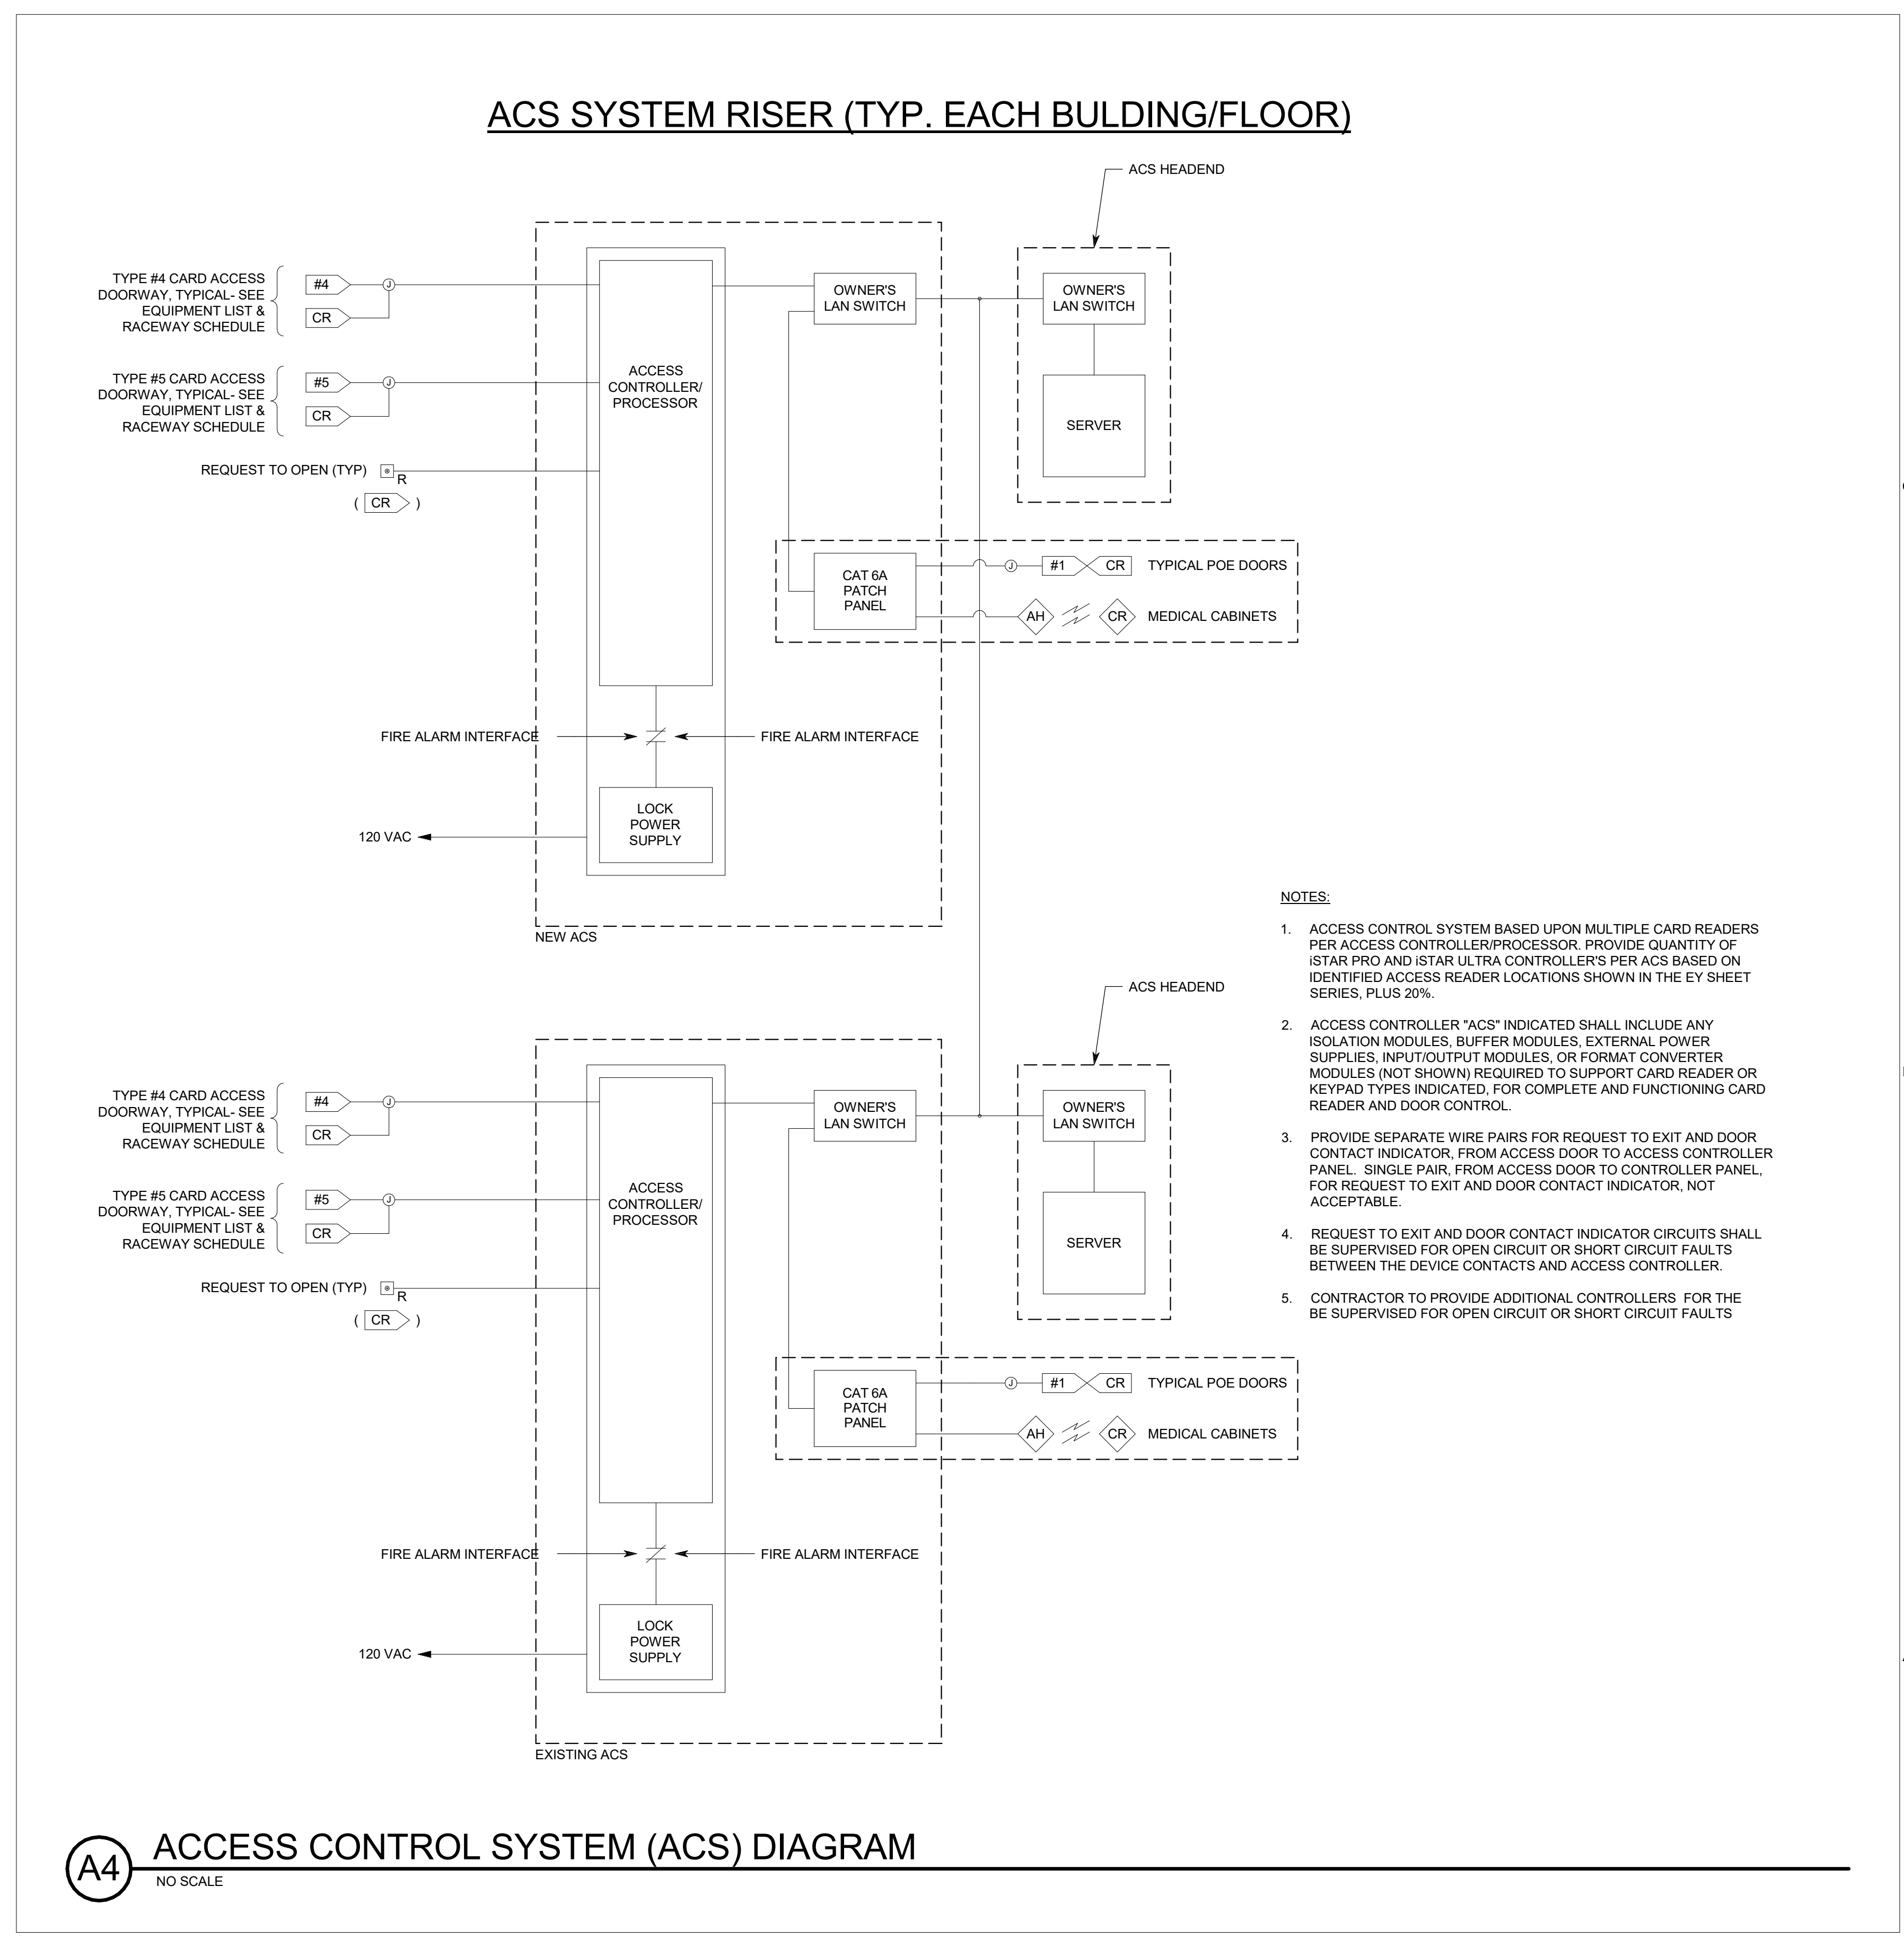 ACS SYSTEM RISER (TYP. EACH BULDING/FLOOR)
ACS HEADEND
TYPE #4 CARD ACCESS
DOORWAY, TYPICAL- SEE
EQUIPMENT LIST &
RACEWAY SCHEDULE
#4
J
CR
TYPE #5 CARD ACCESS
DOORWAY, TYPICAL- SEE
EQUIPMENT LIST &
RACEWAY SCHEDULE
#5
J
CR
REQUEST TO OPEN (TYP)
R
( CR )
ACCESS
CONTROLLER/
PROCESSOR
OWNER'S
LAN SWITCH
OWNER'S
LAN SWITCH
SERVER
CAT 6A
PATCH
PANEL
J
#1
CR
TYPICAL POE DOORS
AH
CR
MEDICAL CABINETS
FIRE ALARM INTERFACE
FIRE ALARM INTERFACE
LOCK
POWER
SUPPLY
120 VAC
NEW ACS
ACS HEADEND
TYPE #4 CARD ACCESS
DOORWAY, TYPICAL- SEE
EQUIPMENT LIST &
RACEWAY SCHEDULE
#4
J
CR
TYPE #5 CARD ACCESS
DOORWAY, TYPICAL- SEE
EQUIPMENT LIST &
RACEWAY SCHEDULE
#5
J
CR
REQUEST TO OPEN (TYP)
R
( CR )
ACCESS
CONTROLLER/
PROCESSOR
OWNER'S
LAN SWITCH
OWNER'S
LAN SWITCH
SERVER
CAT 6A
PATCH
PANEL
J
#1
CR
TYPICAL POE DOORS
AH
CR
MEDICAL CABINETS
FIRE ALARM INTERFACE
FIRE ALARM INTERFACE
LOCK
POWER
SUPPLY
120 VAC
EXISTING ACS
NOTES:
1. ACCESS CONTROL SYSTEM BASED UPON MULTIPLE CARD READERS
PER ACCESS CONTROLLER/PROCESSOR. PROVIDE QUANTITY OF
iSTAR PRO AND iSTAR ULTRA CONTROLLER'S PER ACS BASED ON
IDENTIFIED ACCESS READER LOCATIONS SHOWN IN THE EY SHEET
SERIES, PLUS 20%.
2. ACCESS CONTROLLER "ACS" INDICATED SHALL INCLUDE ANY
ISOLATION MODULES, BUFFER MODULES, EXTERNAL POWER
SUPPLIES, INPUT/OUTPUT MODULES, OR FORMAT CONVERTER
MODULES (NOT SHOWN) REQUIRED TO SUPPORT CARD READER OR
KEYPAD TYPES INDICATED, FOR COMPLETE AND FUNCTIONING CARD
READER AND DOOR CONTROL.
3. PROVIDE SEPARATE WIRE PAIRS FOR REQUEST TO EXIT AND DOOR
CONTACT INDICATOR, FROM ACCESS DOOR TO ACCESS CONTROLLER
PANEL. SINGLE PAIR, FROM ACCESS DOOR TO CONTROLLER PANEL,
FOR REQUEST TO EXIT AND DOOR CONTACT INDICATOR, NOT
ACCEPTABLE.
4. REQUEST TO EXIT AND DOOR CONTACT INDICATOR CIRCUITS SHALL
BE SUPERVISED FOR OPEN CIRCUIT OR SHORT CIRCUIT FAULTS
BETWEEN THE DEVICE CONTACTS AND ACCESS CONTROLLER.
5. CONTRACTOR TO PROVIDE ADDITIONAL CONTROLLERS FOR THE
BE SUPERVISED FOR OPEN CIRCUIT OR SHORT CIRCUIT FAULTS
A4
ACCESS CONTROL SYSTEM (ACS) DIAGRAM
NO SCALE